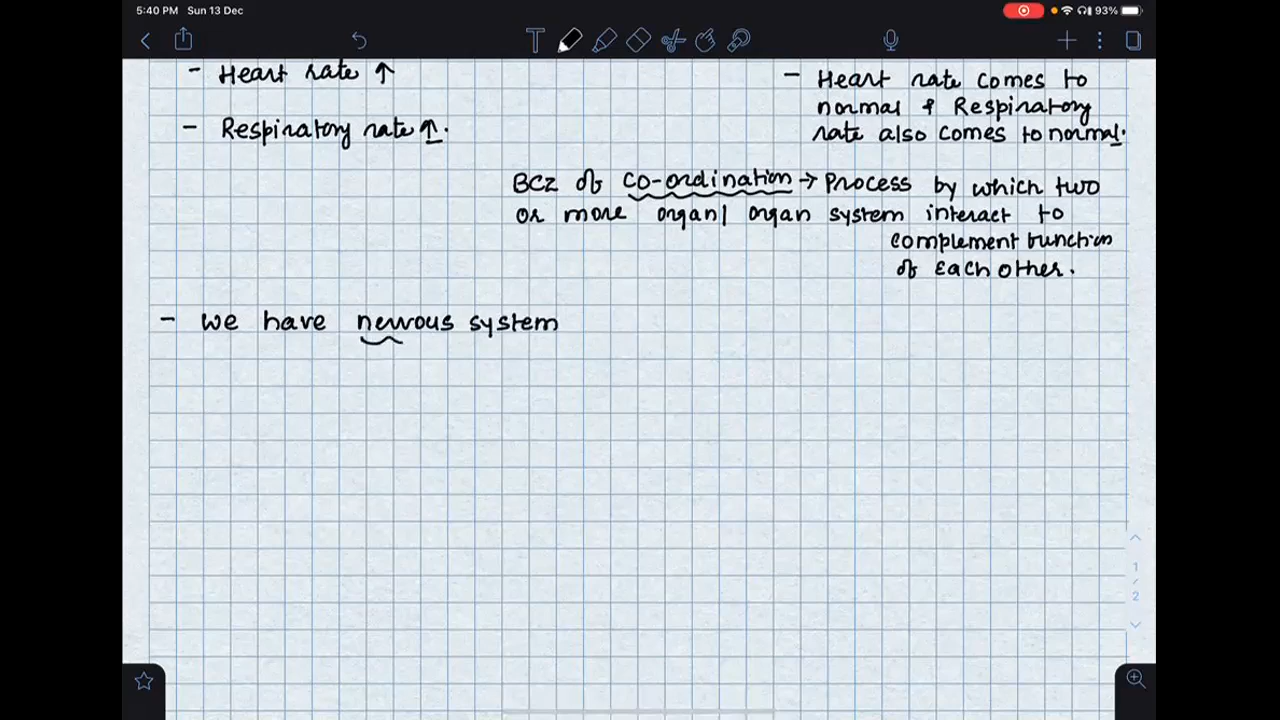 5:40 PM Sun 13 Dec
93%
- Heart rate ↑
- Heart rate comes to
normal & Respiratory
rate also comes to normal.
- Respiratory rate ↑.
BCz of co-ordination → Process by which two
or more organ/ organ system interact to
complement function
of each other.
- We have nervous system
1
/
2